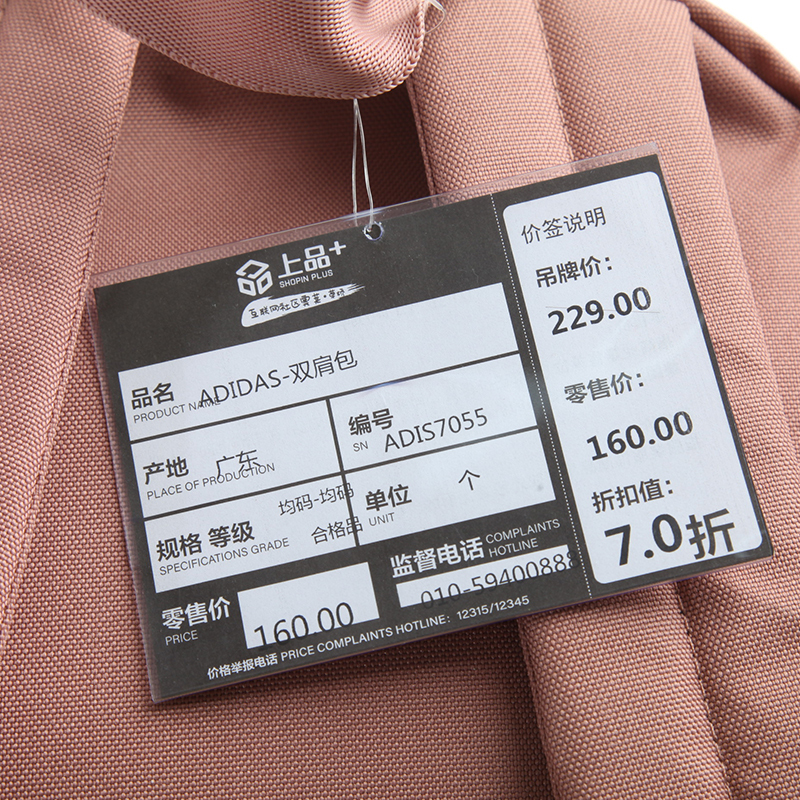 上品+
SHOPIN PLUS
品名 ADIDAS-双肩包
PRODUCT NAME
产地 广东
PLACE OF PRODUCTION
编号 ADIS7055
SN
规格 等级 均码-均码
合格品
SPECIFICATIONS GRADE
单位 个
UNIT
零售价 160.00
PRICE
监督电话 COMPLAINTS HOTLINE
010-59400888
价格举报电话 PRICE COMPLAINTS HOTLINE: 12315/12345
价签说明
吊牌价:
229.00
零售价:
160.00
折扣值:
7.0折